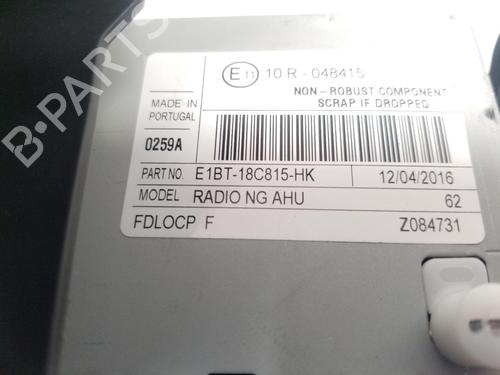 B-PARTS
E11 10 R - 048415
NON - ROBUST COMPONENT
SCRAP IF DROPPED
MADE IN
PORTUGAL
0259A
PART NO. E1BT-18C815-HK 12/04/2016
MODEL RADIO NG AHU 62
FDLOCP F Z084731